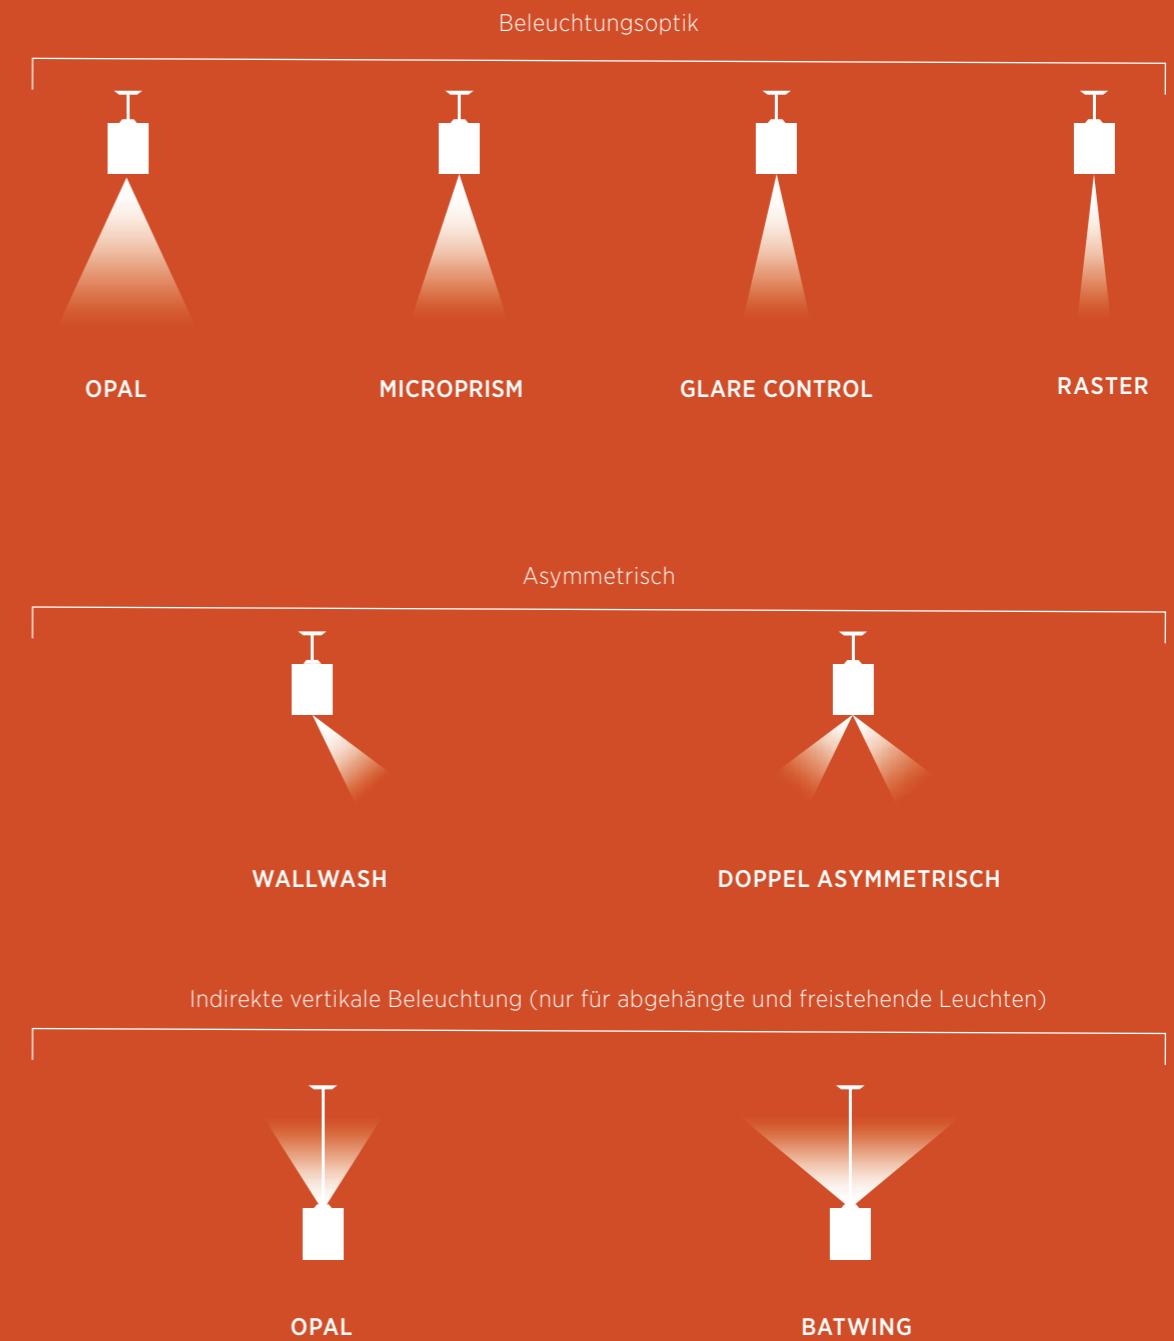 Beleuchtungsoptik
OPAL
MICROPRISM
GLARE CONTROL
RASTER
Asymmetrisch
WALLWASH
DOPPEL ASYMMETRISCH
Indirekte vertikale Beleuchtung (nur für abgehängte und freistehende Leuchten)
OPAL
BATWING